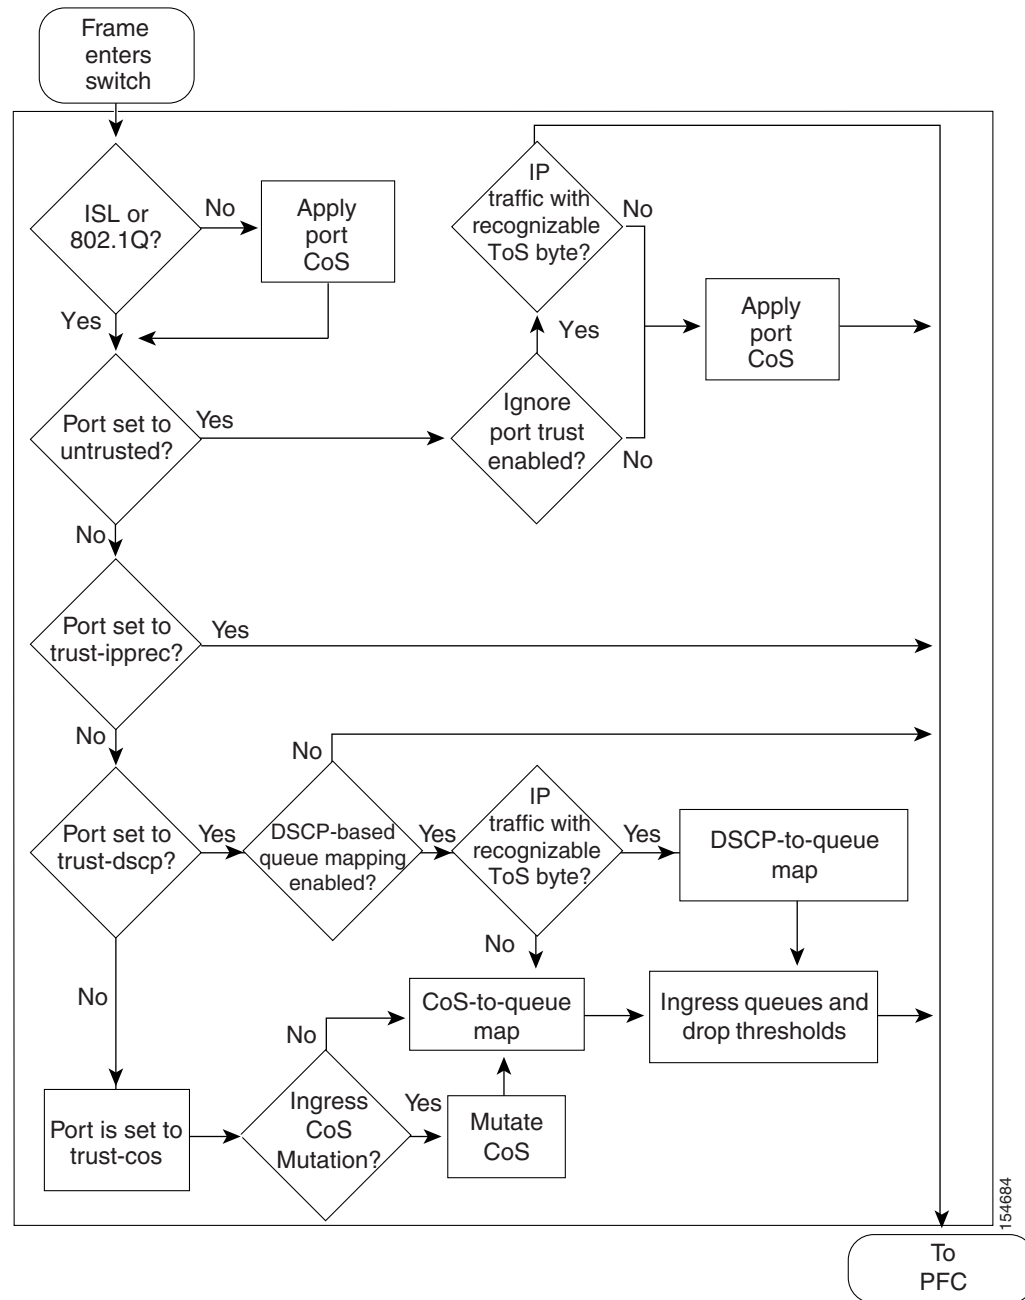 Frame
enters
switch
ISL or
802.1Q?
No
Apply
port
CoS
Yes
IP
traffic with
recognizable
ToS byte?
No
Yes
Apply
port
CoS
Port set to
untrusted?
Yes
Ignore
port trust
enabled?
No
No
Port set to
trust-ipprec?
Yes
No
No
Port set to
trust-dscp?
Yes
DSCP-based
queue mapping
enabled?
Yes
IP
traffic with
recognizable
ToS byte?
Yes
DSCP-to-queue
map
No
No
CoS-to-queue
map
Ingress queues and
drop thresholds
No
Port is set to
trust-cos
Ingress
CoS
Mutation?
Yes
Mutate
CoS
154684
To
PFC